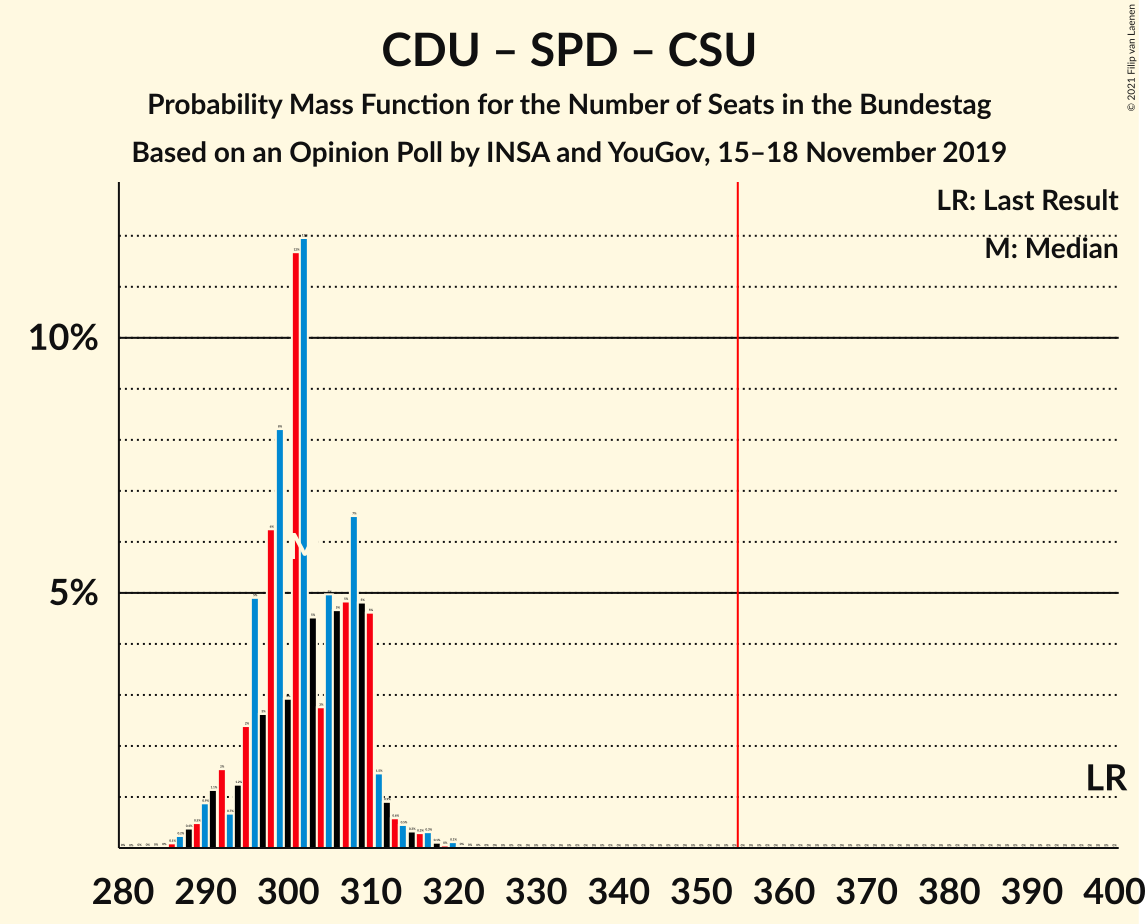 CDU – SPD – CSU
Probability Mass Function for the Number of Seats in the Bundestag
Based on an Opinion Poll by INSA and YouGov, 15–18 November 2019
© 2021 Filip van Laenen
LR: Last Result
M: Median
10%
5%
LR
280 290 300 310 320 330 340 350 360 370 380 390 400